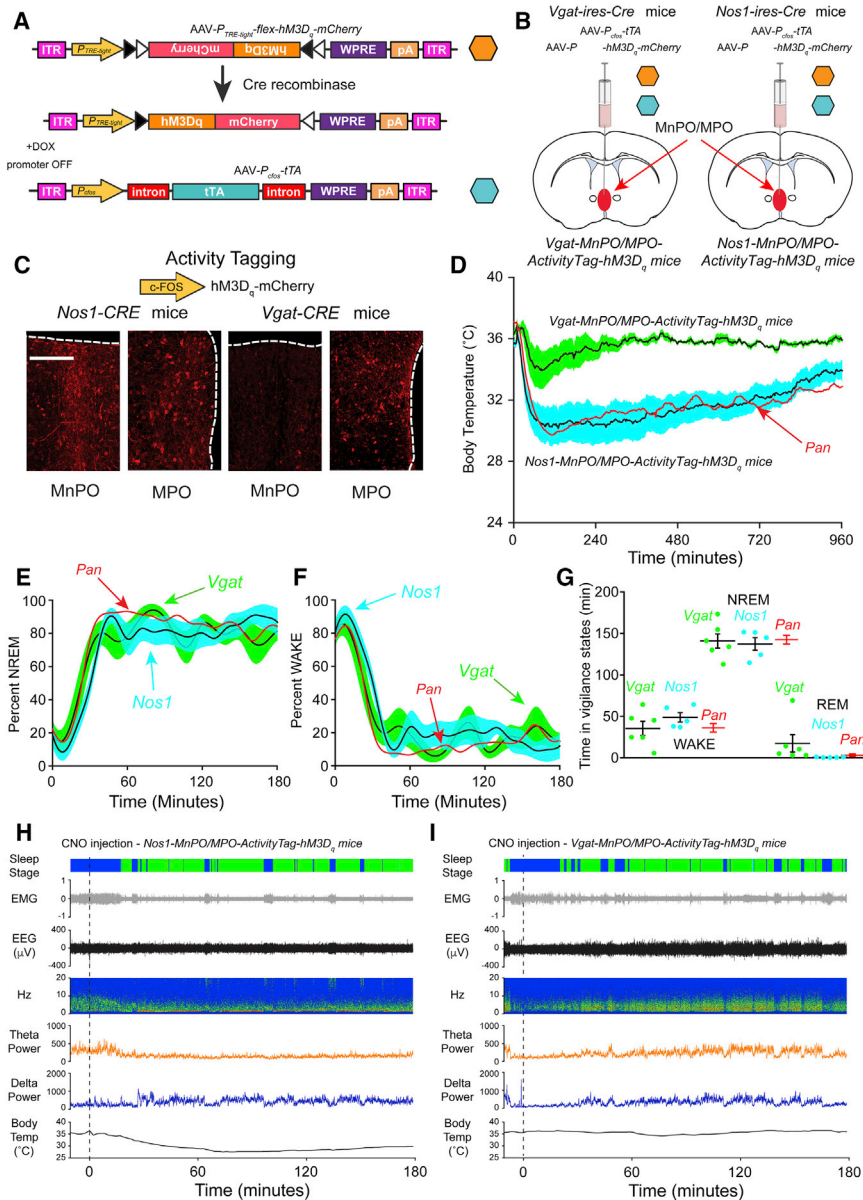 A
AAV-PTRE-tight-flex-hM3Dq-mCherry
ITR PTRE-tight mCherry hM3Dq WPRE pA ITR
Cre recombinase
ITR PTRE-tight hM3Dq mCherry WPRE pA ITR
+DOX
promoter OFF
AAV-Pcfos-tTA
ITR Pcfos intron tTA intron WPRE pA ITR
B
Vgat-ires-Cre mice
AAV-Pcfos-tTA
AAV-P -hM3Dq-mCherry
Nos1-ires-Cre mice
AAV-Pcfos-tTA
AAV-P -hM3Dq-mCherry
MnPO/MPO
Vgat-MnPO/MPO-
ActivityTag-hM3Dq mice
Nos1-MnPO/MPO-
ActivityTag-hM3Dq mice
C
Activity Tagging
c-FOS hM3Dq-mCherry
Nos1-CRE mice
Vgat-CRE mice
MnPO MPO MnPO MPO
D
Body Temperature (°C)
40
36
32
28
24
Vgat-MnPO/MPO-ActivityTag-hM3Dq mice
Pan
Nos1-MnPO/MPO-ActivityTag-hM3Dq mice
0 240 480 720 960
Time (minutes)
E
Percent NREM
100
80
60
40
20
0
Pan
Vgat
Nos1
0 60 120 180
Time (Minutes)
F
Percent WAKE
100
80
60
40
20
0
Nos1
Pan
Vgat
0 60 120 180
Time (Minutes)
G
Time in vigilance states (min)
200
150
100
50
0
NREM
Vgat Nos1 Pan
Vgat Nos1 Pan
WAKE
Vgat
REM
Nos1
Pan
H
CNO injection - Nos1-MnPO/MPO-ActivityTag-hM3Dq mice
Sleep
Stage
EMG
1
0
-1
EEG
(μV)
400
0
-400
Hz
20
10
0
Theta
Power
1000
500
0
Delta
Power
2000
1000
0
Body
Temp
(°C)
40
35
30
25
0 60 120 180
Time (minutes)
I
CNO injection - Vgat-MnPO/MPO-ActivityTag-hM3Dq mice
Sleep
Stage
EMG
1
0
-1
EEG
(μV)
400
0
-400
Hz
20
10
0
Theta
Power
1000
500
0
Delta
Power
2000
1000
0
Body
Temp
(°C)
40
35
30
25
0 60 120 180
Time (minutes)